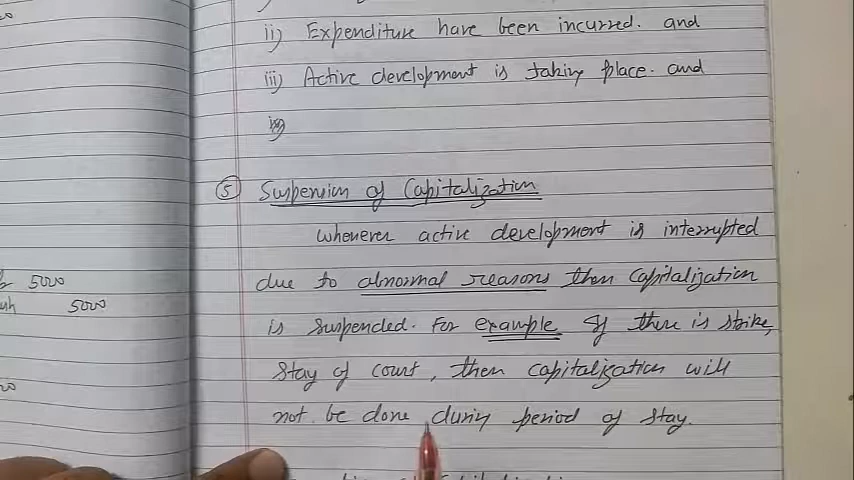 ii) Expenditure have been incurred. and
iii) Active development is taking place. and
⑤ Suspension of Capitalization
whenever active development is interrupted
due to abnormal reasons then Capitalization
is suspended. For example If there is strike,
Stay of court, then capitalization will
not be done during period of stay.
5000
5000